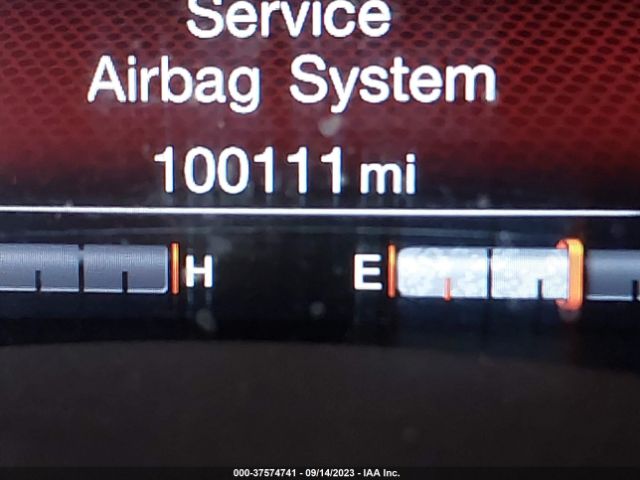 Service
Airbag System
100111 mi
H E
000-37574741 - 09/14/2023 - IAA Inc.